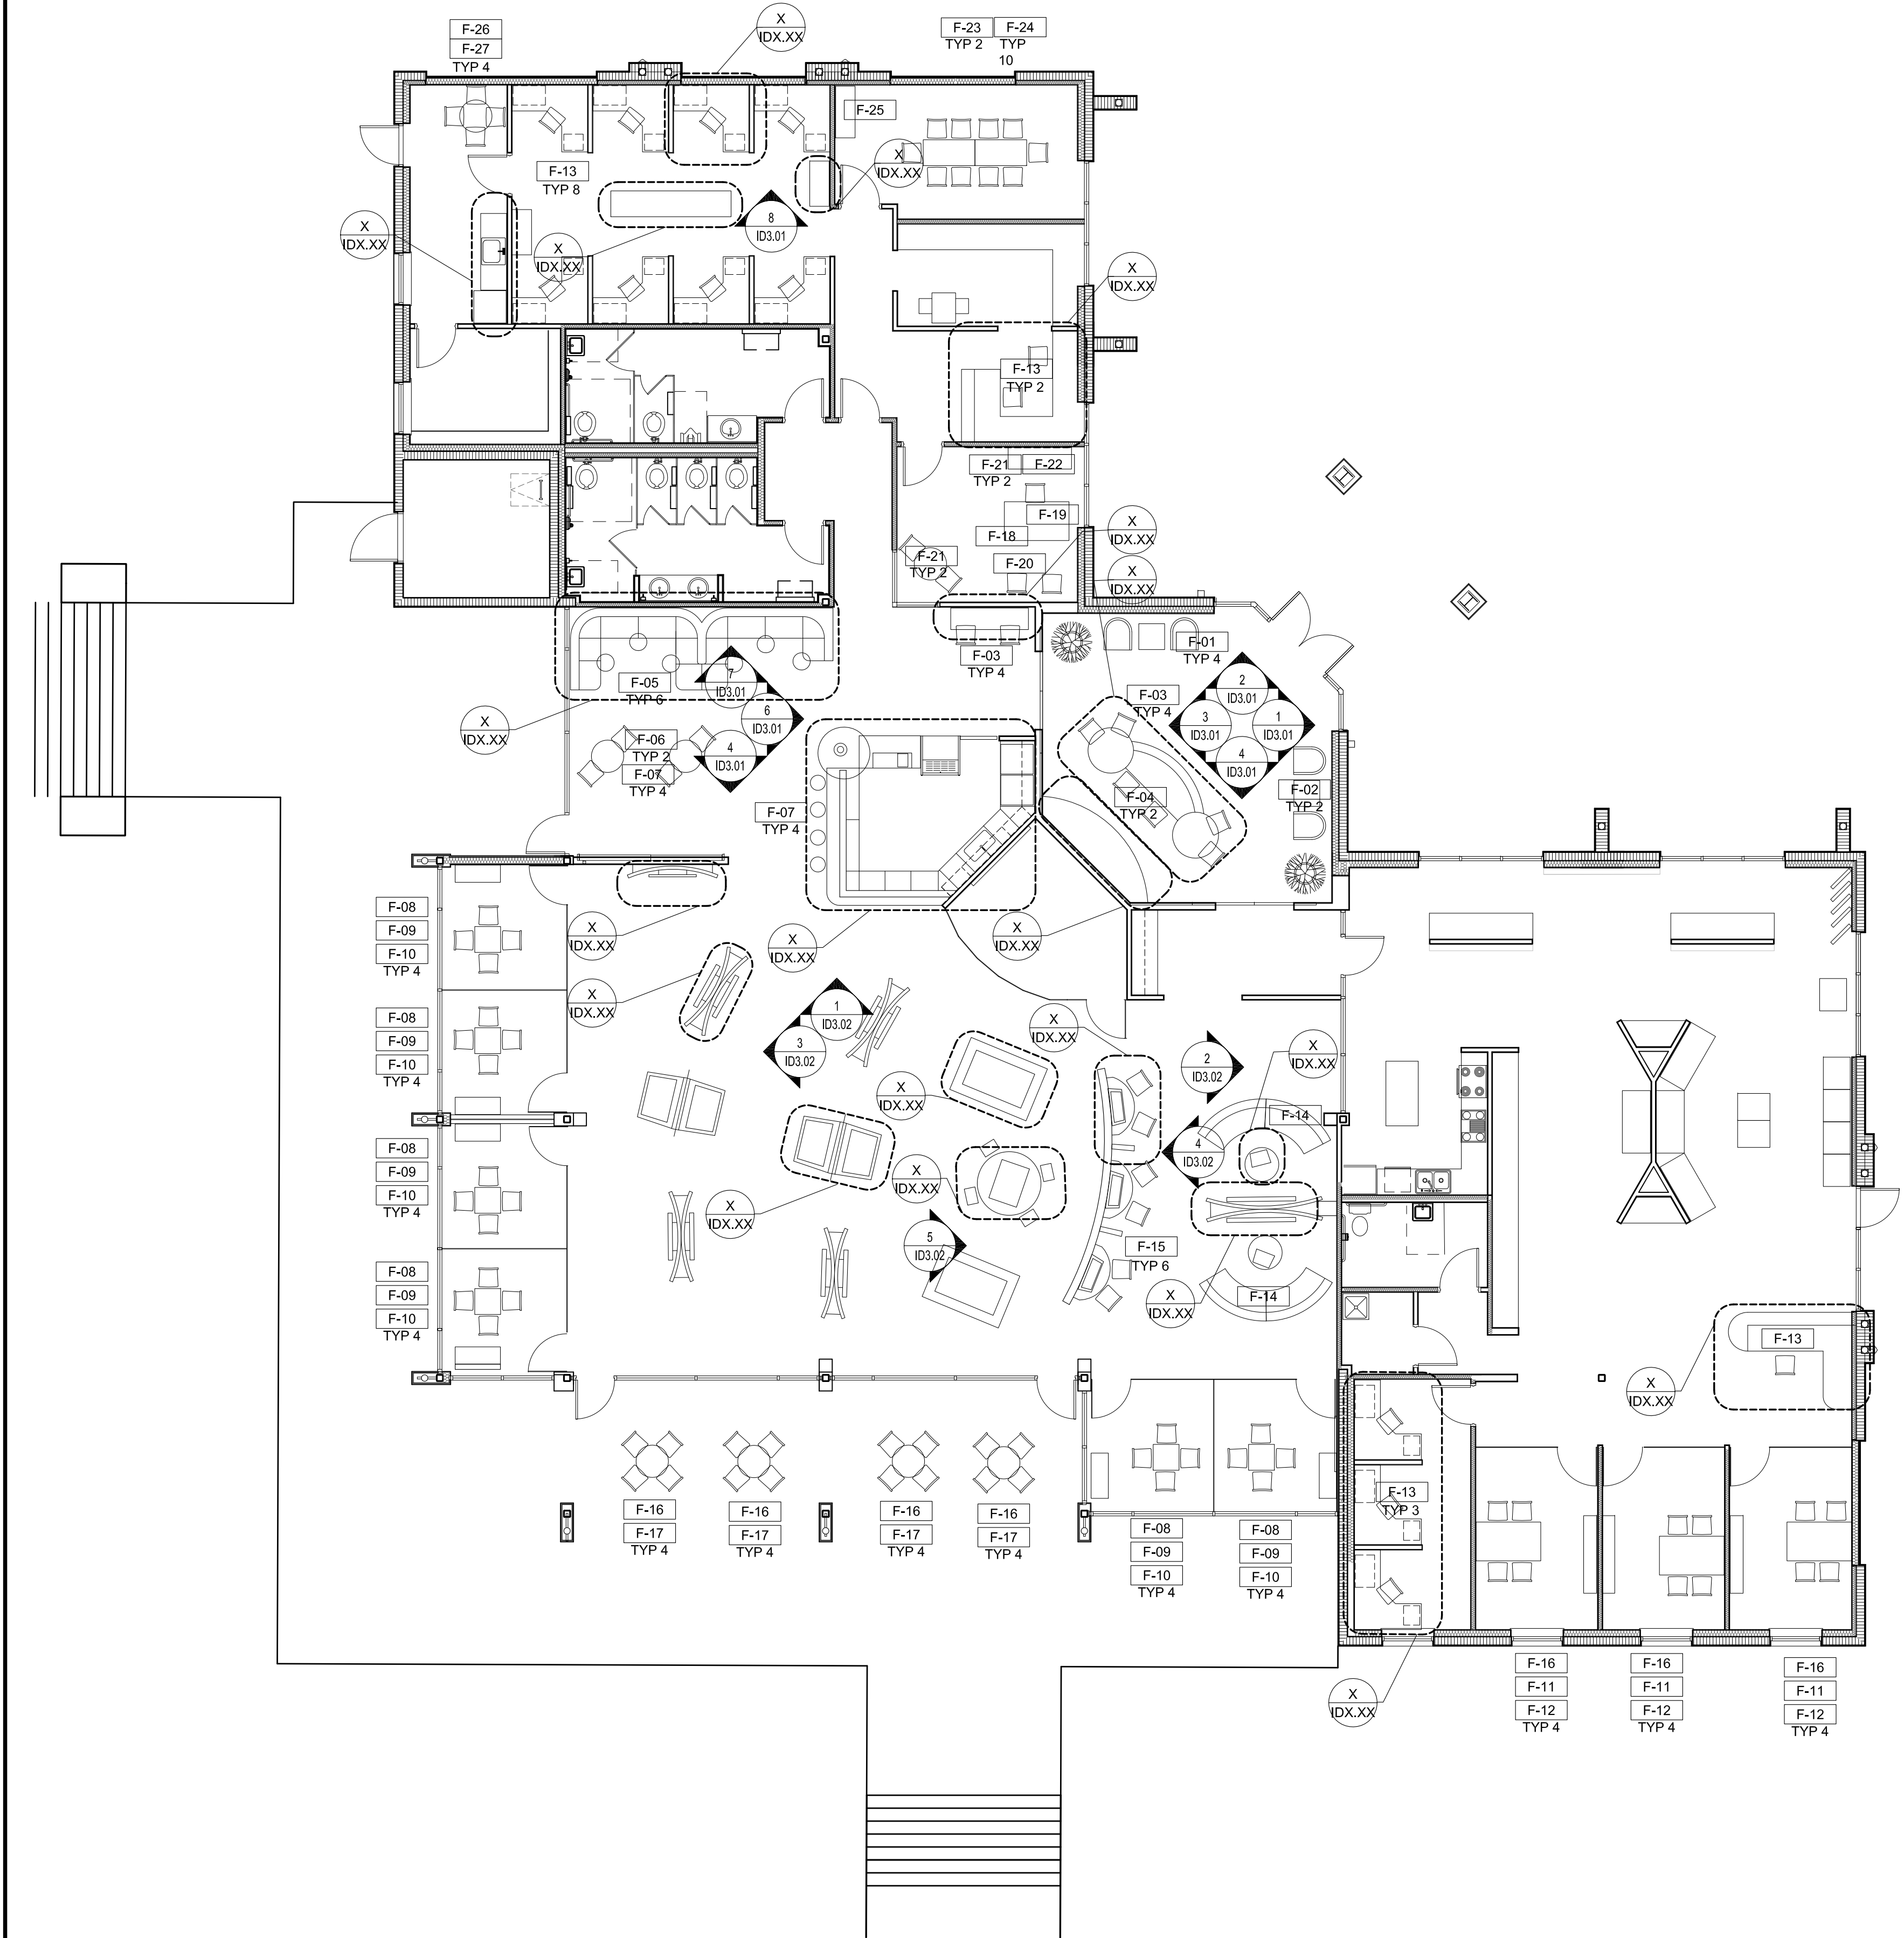 F-26
F-27
TYP 4
X
IDX.XX
F-23
TYP 2
F-24
TYP
10
F-25
X
IDX.XX
F-13
TYP 8
8
ID3.01
X
IDX.XX
X
IDX.XX
X
IDX.XX
F-13
TYP 2
F-21
TYP 2
F-22
F-19
F-18
F-21
TYP 2
F-20
X
IDX.XX
X
IDX.XX
F-03
TYP 4
F-01
TYP 4
F-05
TYP 6
7
ID3.01
6
ID3.01
4
ID3.01
X
IDX.XX
F-06
TYP 2
F-07
TYP 4
F-03
TYP 4
2
ID3.01
3
ID3.01
1
ID3.01
4
ID3.01
F-04
TYP 2
F-02
TYP 2
F-07
TYP 4
F-08
F-09
F-10
TYP 4
X
IDX.XX
X
IDX.XX
X
IDX.XX
X
IDX.XX
F-08
F-09
F-10
TYP 4
1
ID3.02
3
ID3.02
X
IDX.XX
X
IDX.XX
2
ID3.02
X
IDX.XX
F-14
4
ID3.02
F-08
F-09
F-10
TYP 4
X
IDX.XX
X
IDX.XX
5
ID3.02
F-15
TYP 6
X
IDX.XX
F-14
F-08
F-09
F-10
TYP 4
F-13
X
IDX.XX
F-16
F-17
TYP 4
F-16
F-17
TYP 4
F-16
F-17
TYP 4
F-16
F-17
TYP 4
F-08
F-09
F-10
TYP 4
F-08
F-09
F-10
TYP 4
F-13
TYP 3
X
IDX.XX
F-16
F-11
F-12
TYP 4
F-16
F-11
F-12
TYP 4
F-16
F-11
F-12
TYP 4